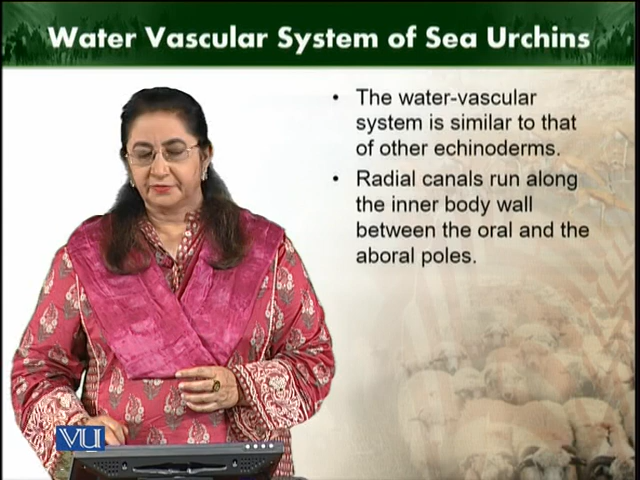 Water Vascular System of Sea Urchins
• The water-vascular
system is similar to that
of other echinoderms.
• Radial canals run along
the inner body wall
between the oral and the
aboral poles.
VU